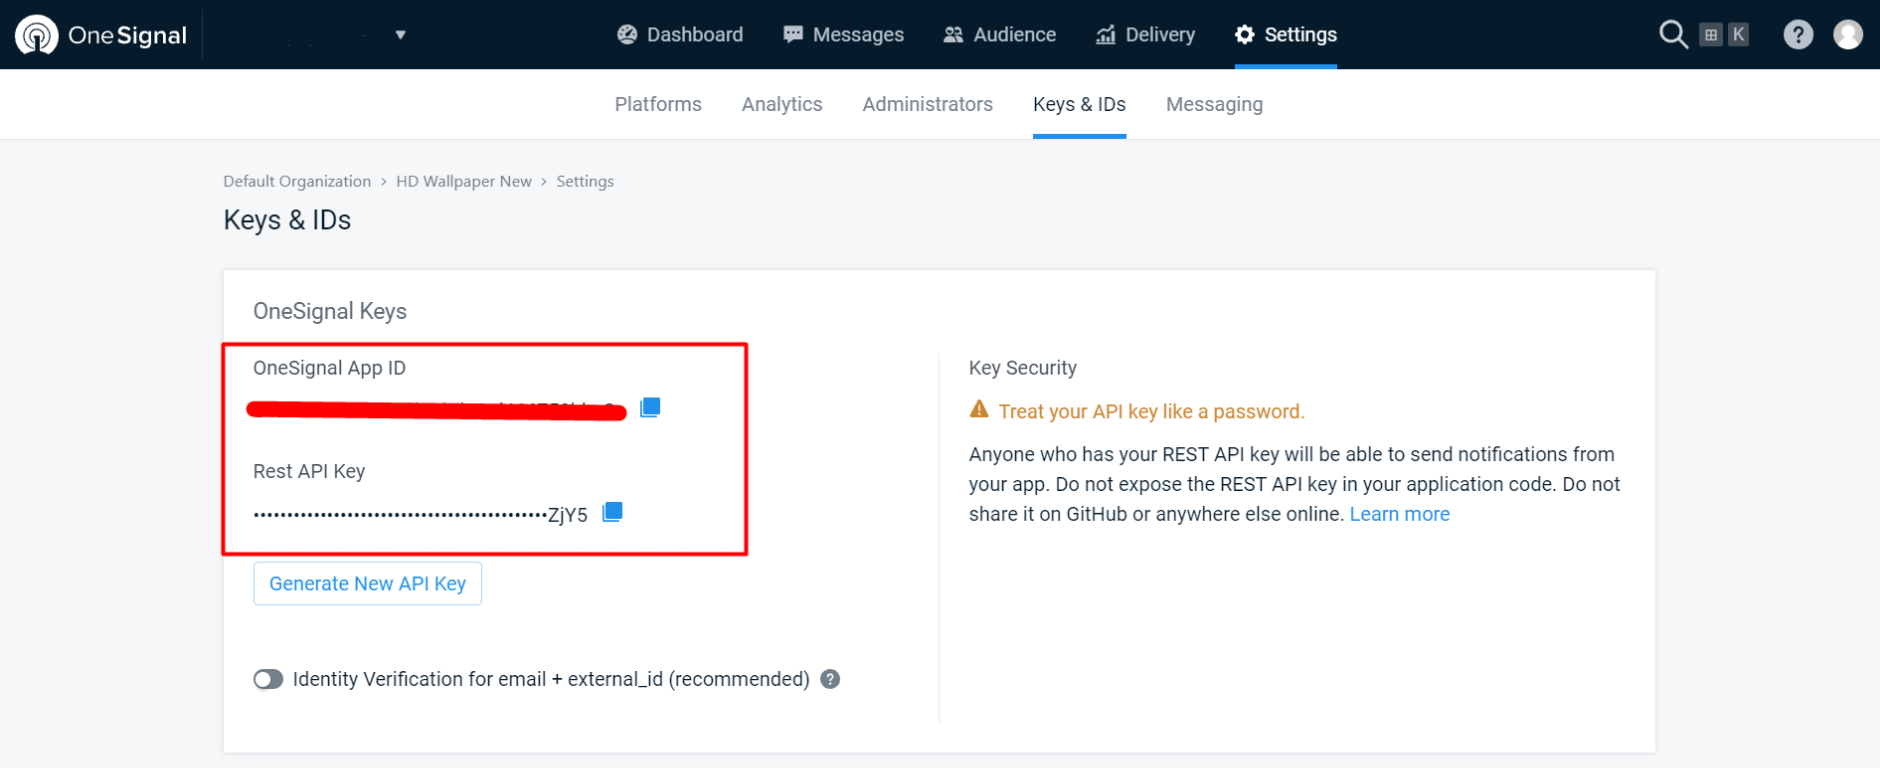 OneSignal
Dashboard
Messages
Audience
Delivery
Settings
K
?
Platforms
Analytics
Administrators
Keys & IDs
Messaging
Default Organization > HD Wallpaper New > Settings
Keys & IDs
OneSignal Keys
OneSignal App ID
Rest API Key
••••••••••••••••••••••••••••••••••••••••••••ZjY5
Generate New API Key
Identity Verification for email + external_id (recommended) ?
Key Security
Treat your API key like a password.
Anyone who has your REST API key will be able to send notifications from
your app. Do not expose the REST API key in your application code. Do not
share it on GitHub or anywhere else online. Learn more